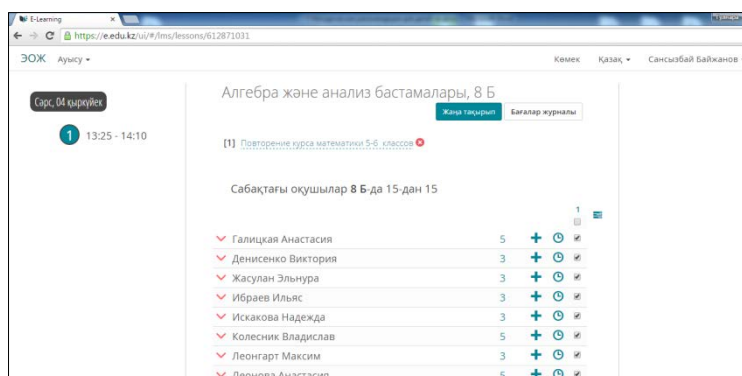 E-Learning
https://e.edu.kz/ui/#/lms/lessons/612871031
ЭОЖ Ауысу Көмек Қазақ Сансызбай Байжанов
Сәрс, 04 қыркүйек
1 13:25 - 14:10
Алгебра және анализ бастамалары, 8 Б
Жаңа тақырып Бағалар журналы
[1] Повторение курса математики 5-6 классов
Сабақтағы оқушылар 8 Б-да 15-дан 15
1
Галицкая Анастасия 5
Денисенко Виктория 3
Жасулан Эльнура 3
Ибраев Ильяс 3
Искакова Надежда 3
Колесник Владислав 5
Леонгарт Максим 3
Леонова Анастасия 5